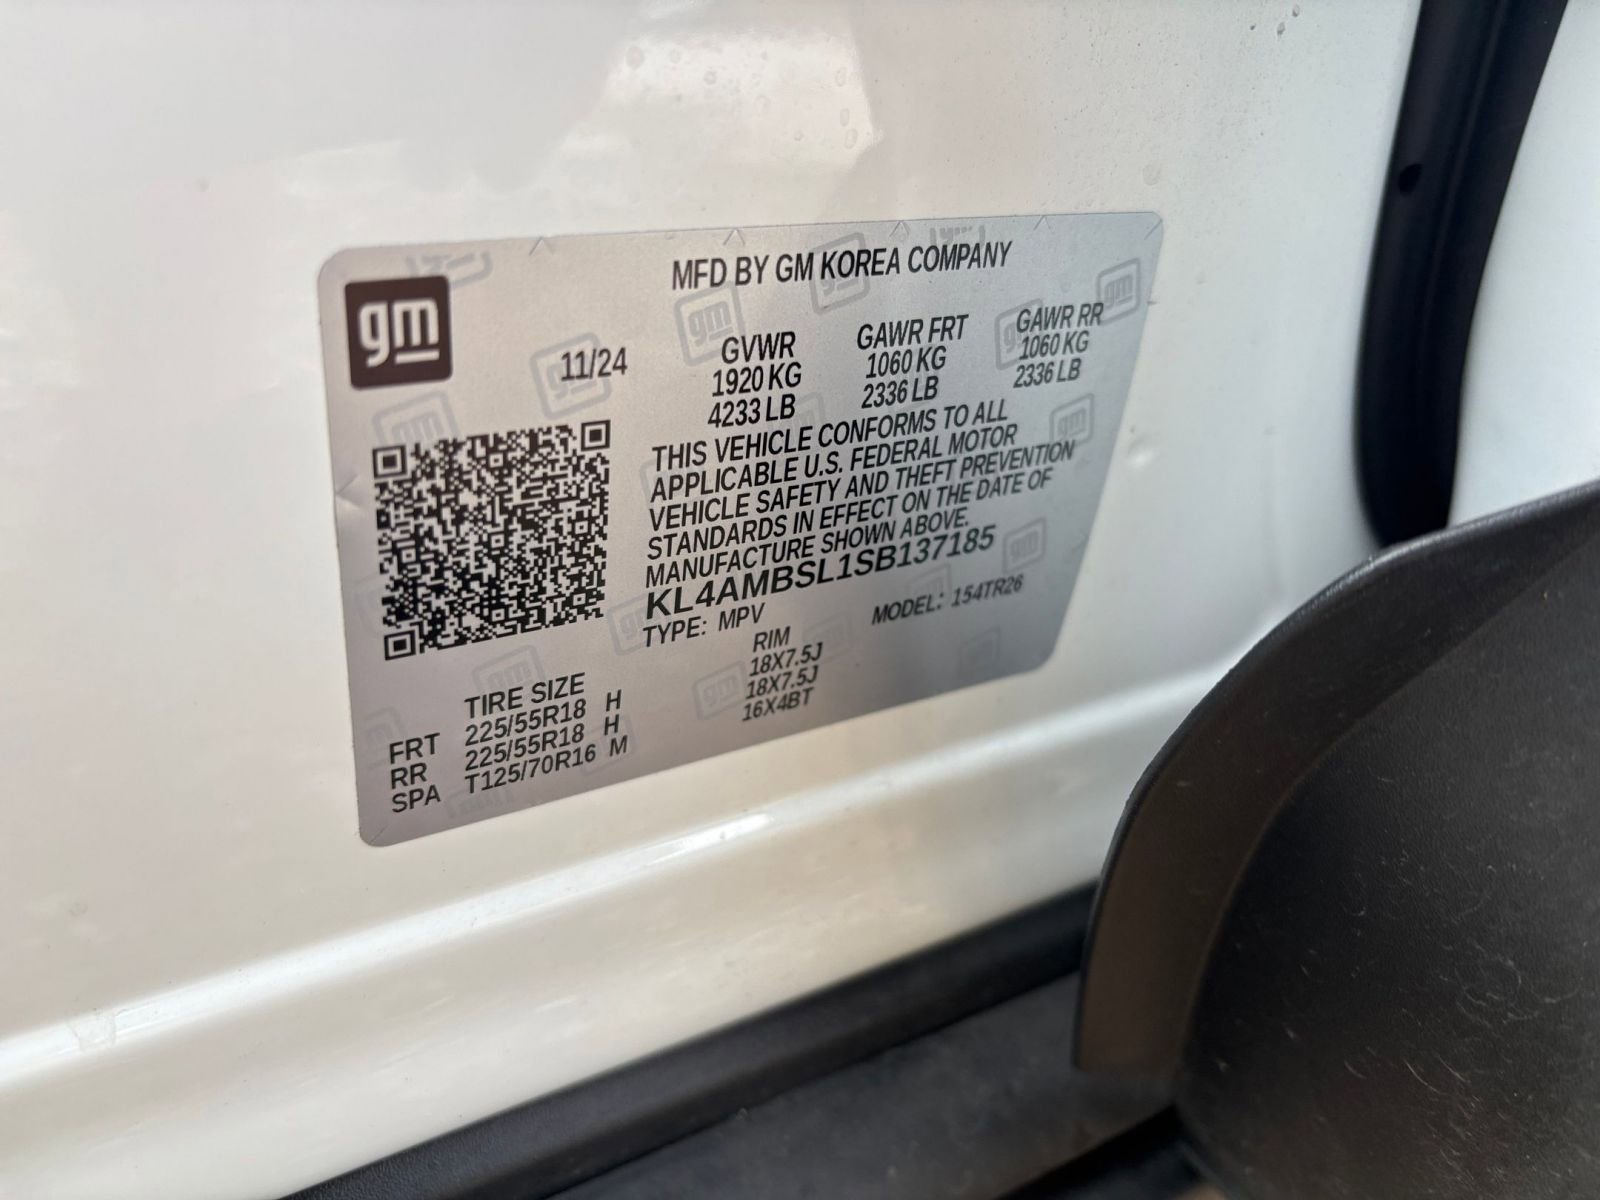 gm
MFD BY GM KOREA COMPANY
11/24
GVWR GAWR FRT GAWR RR
1920 KG 1060 KG 1060 KG
4233 LB 2336 LB 2336 LB
THIS VEHICLE CONFORMS TO ALL
APPLICABLE U.S. FEDERAL MOTOR
VEHICLE SAFETY AND THEFT PREVENTION
STANDARDS IN EFFECT ON THE DATE OF
MANUFACTURE SHOWN ABOVE.
KL4AMBSL1SB137185
TYPE: MPV MODEL: 154TR26
TIRE SIZE RIM
FRT 225/55R18 H 18X7.5J
RR 225/55R18 H 18X7.5J
SPA T125/70R16 M 16X4BT